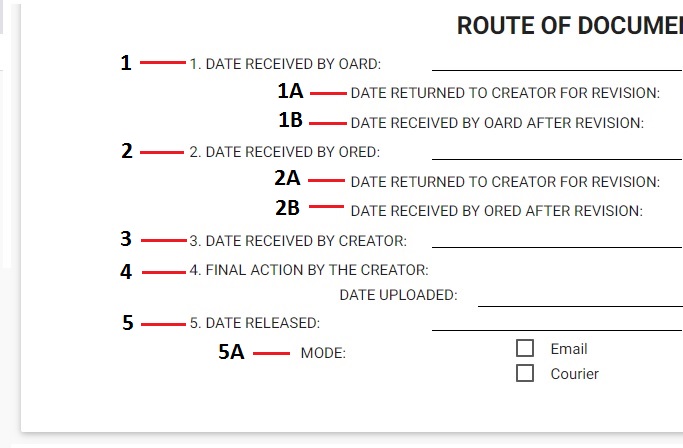 ROUTE OF DOCUME
1 1. DATE RECEIVED BY OARD:
1A DATE RETURNED TO CREATOR FOR REVISION:
1B DATE RECEIVED BY OARD AFTER REVISION:
2 2. DATE RECEIVED BY ORED:
2A DATE RETURNED TO CREATOR FOR REVISION:
2B DATE RECEIVED BY ORED AFTER REVISION:
3 3. DATE RECEIVED BY CREATOR:
4 4. FINAL ACTION BY THE CREATOR:
DATE UPLOADED:
5 5. DATE RELEASED:
5A MODE: Email
Courier